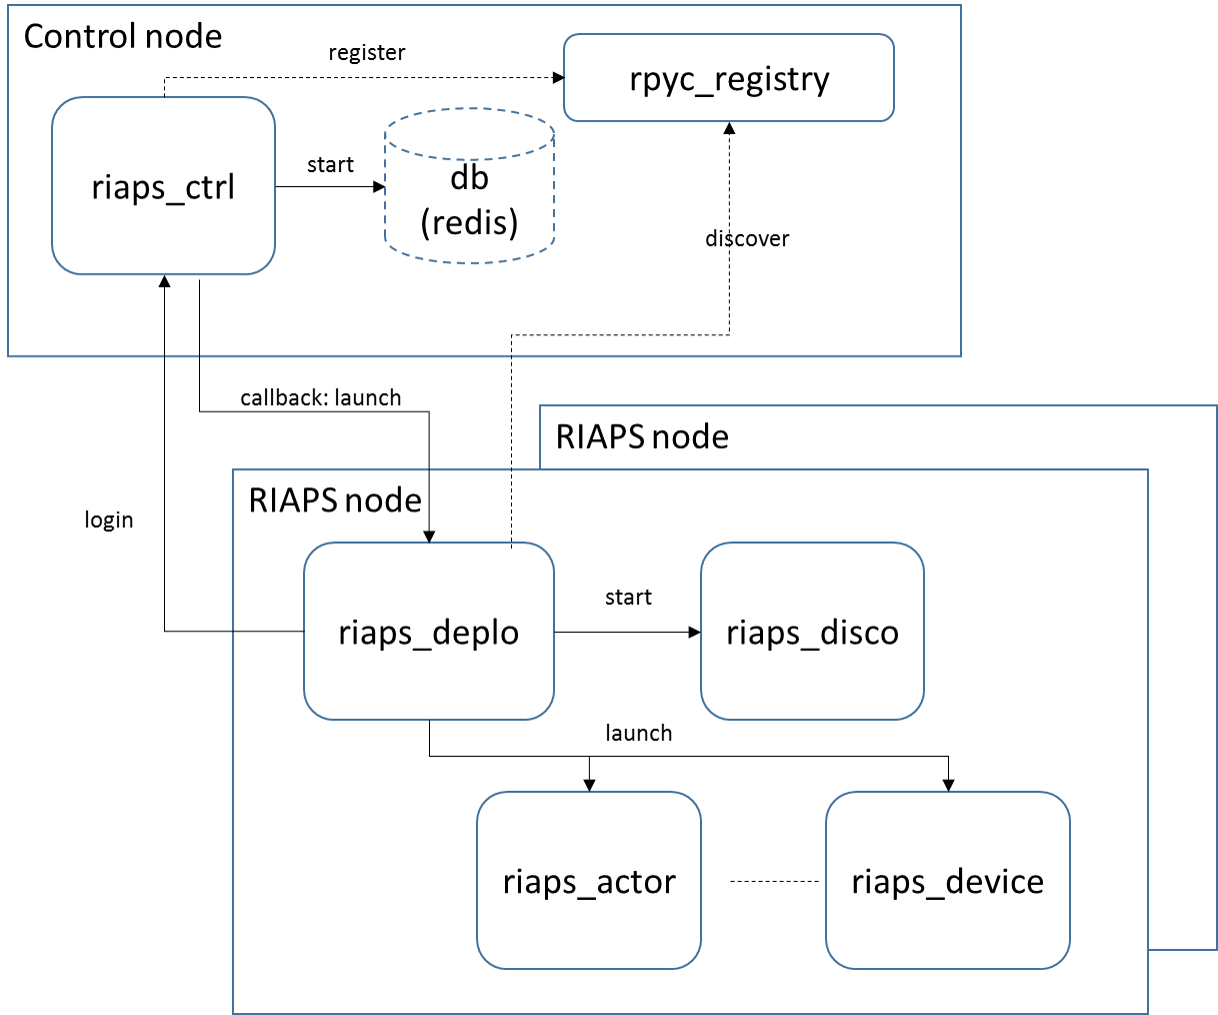 Control node
register
rpyc_registry
riaps_ctrl
start
db
(redis)
discover
callback: launch
RIAPS node
RIAPS node
login
riaps_deplo
start
riaps_disco
launch
riaps_actor
riaps_device